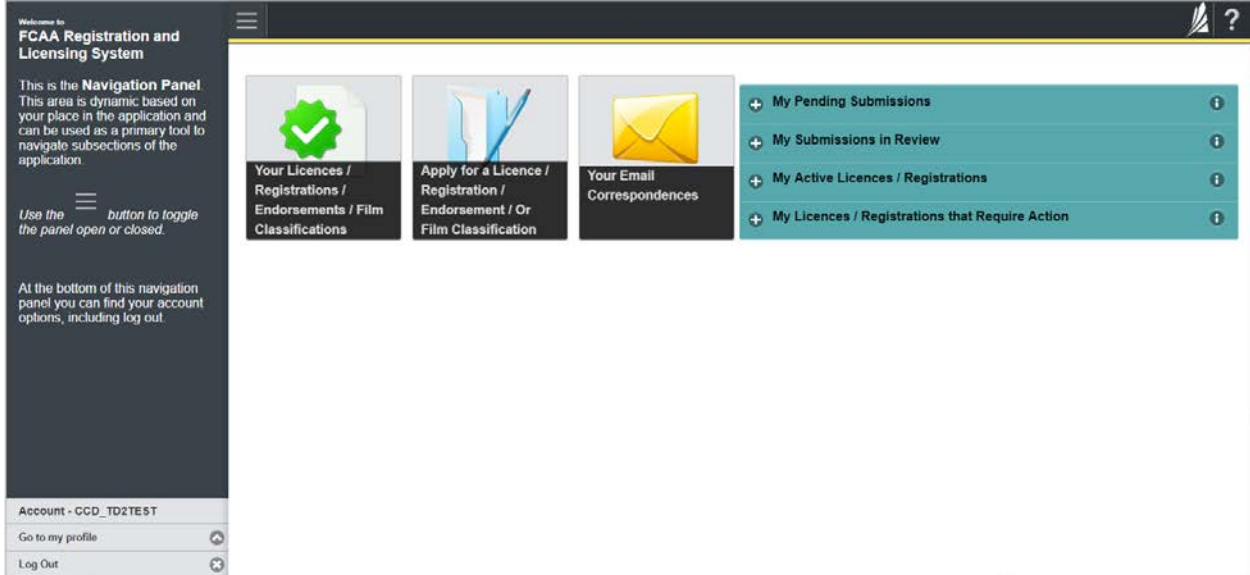 Welcome to
FCAA Registration and
Licensing System
This is the Navigation Panel.
This area is dynamic based on
your place in the application and
can be used as a primary tool to
navigate subsections of the
application.
Use the button to toggle
the panel open or closed.
At the bottom of this navigation
panel you can find your account
options, including log out.
Account - CCD_TD2TEST
Go to my profile
Log Out
?
Your Licences /
Registrations /
Endorsements / Film
Classifications
Apply for a Licence /
Registration /
Endorsement / Or
Film Classification
Your Email
Correspondences
My Pending Submissions
My Submissions in Review
My Active Licences / Registrations
My Licences / Registrations that Require Action